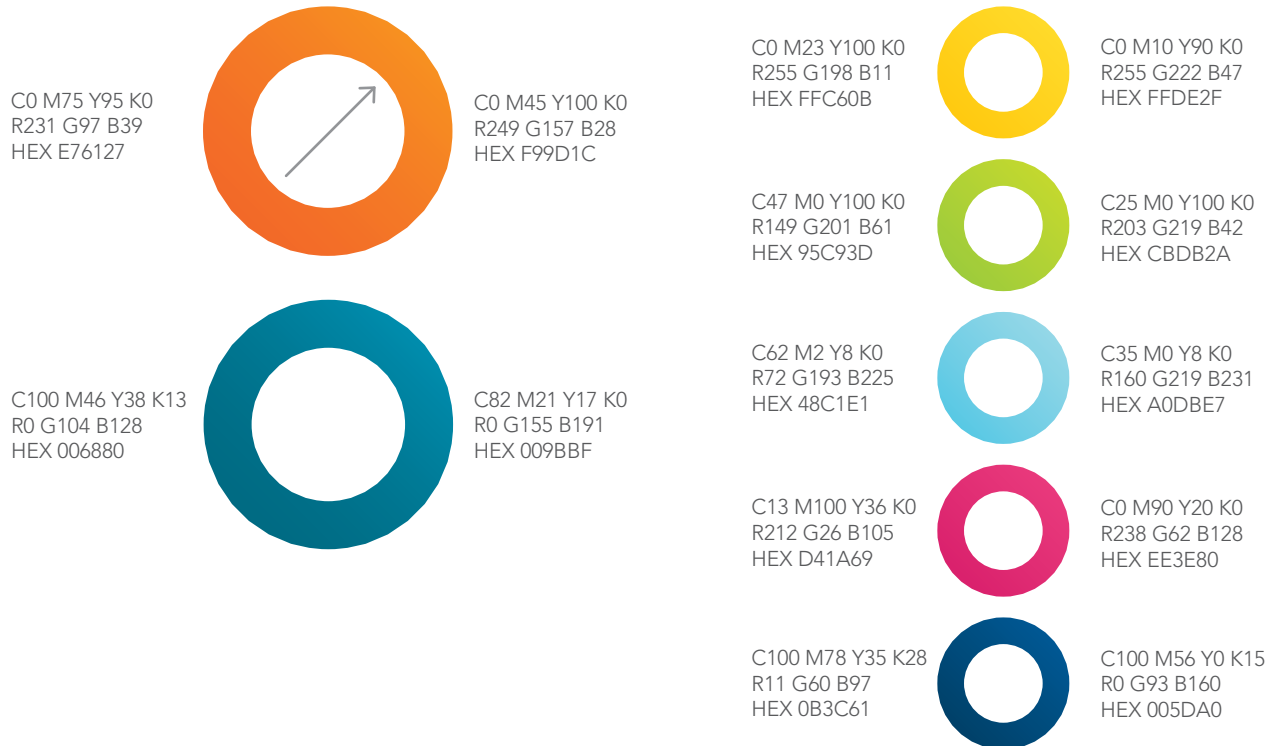 C0 M75 Y95 K0
R231 G97 B39
HEX E76127
C0 M45 Y100 K0
R249 G157 B28
HEX F99D1C
C100 M46 Y38 K13
R0 G104 B128
HEX 006880
C82 M21 Y17 K0
R0 G155 B191
HEX 009BBF
C0 M23 Y100 K0
R255 G198 B11
HEX FFC60B
C0 M10 Y90 K0
R255 G222 B47
HEX FFDE2F
C47 M0 Y100 K0
R149 G201 B61
HEX 95C93D
C25 M0 Y100 K0
R203 G219 B42
HEX CBDB2A
C62 M2 Y8 K0
R72 G193 B225
HEX 48C1E1
C35 M0 Y8 K0
R160 G219 B231
HEX A0DBE7
C13 M100 Y36 K0
R212 G26 B105
HEX D41A69
C0 M90 Y20 K0
R238 G62 B128
HEX EE3E80
C100 M78 Y35 K28
R11 G60 B97
HEX 0B3C61
C100 M56 Y0 K15
R0 G93 B160
HEX 005DA0